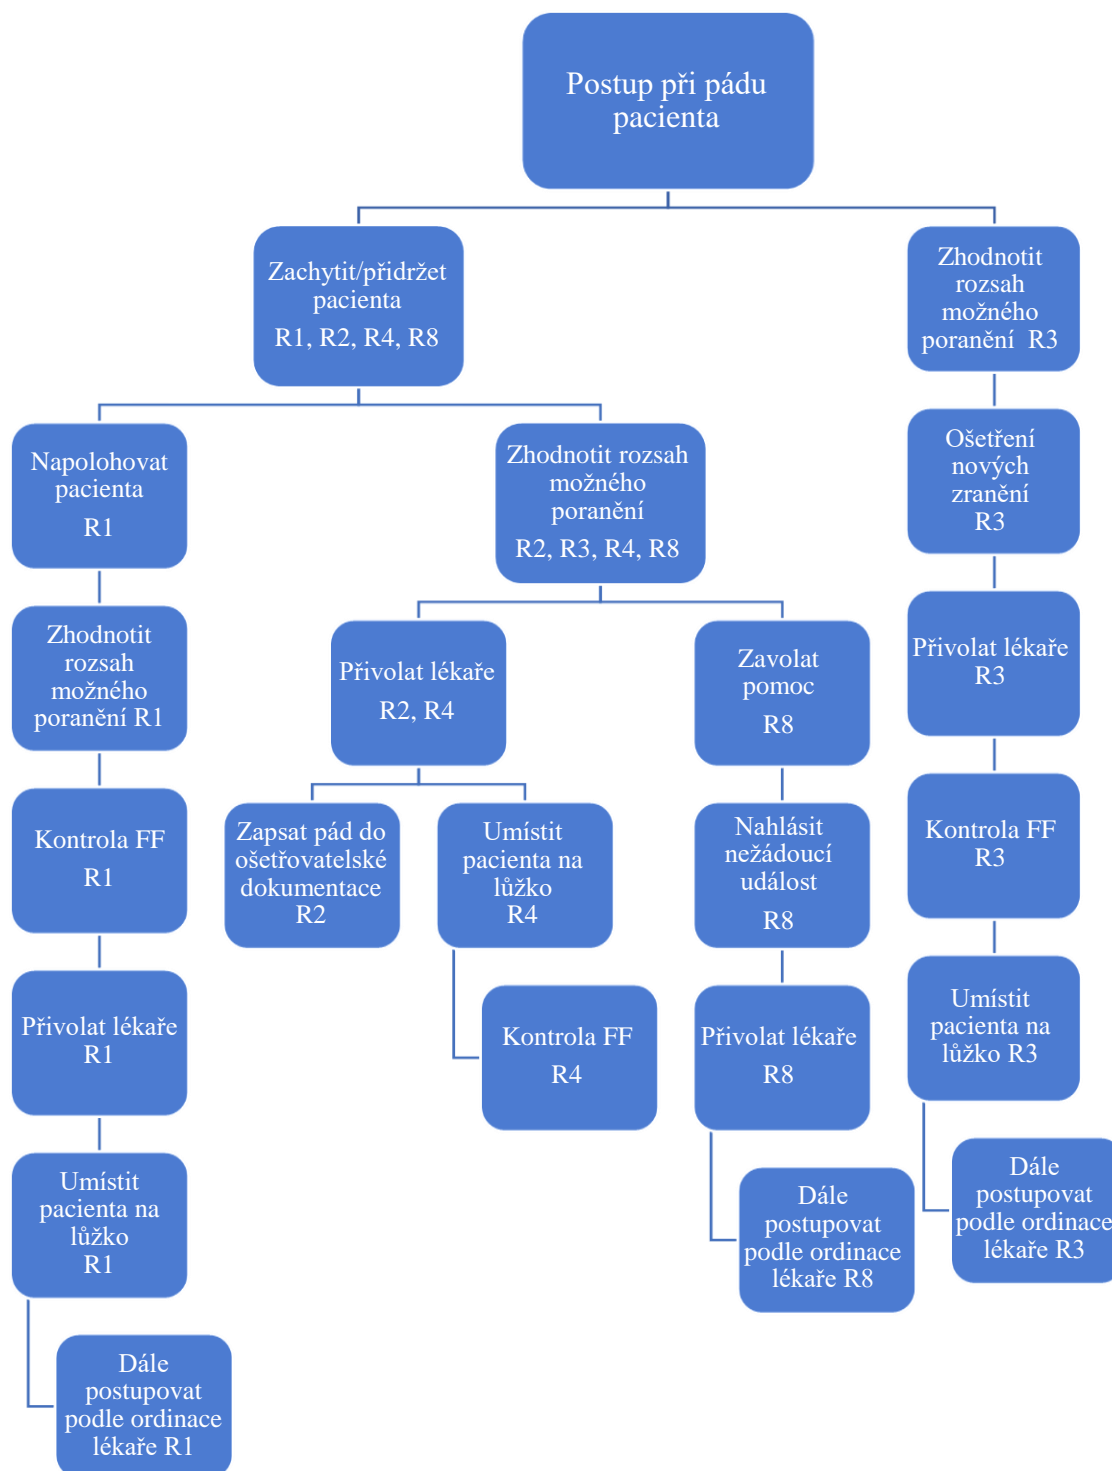 Postup při pádu
pacienta
Zachytit/přidržet
pacienta
R1, R2, R4, R8
Zhodnotit
rozsah
možného
poranění R3
Napolohovat
pacienta
R1
Zhodnotit rozsah
možného
poranění
R2, R3, R4, R8
Ošetření
nových
zranění
R3
Zhodnotit
rozsah
možného
poranění R1
Přivolat lékaře
R2, R4
Zavolat
pomoc
R8
Přivolat lékaře
R3
Kontrola FF
R1
Zapsat pád do
ošetřovatelské
dokumentace
R2
Umístit
pacienta na
lůžko
R4
Nahlásit
nežádoucí
událost
R8
Kontrola FF
R3
Přivolat lékaře
R1
Kontrola FF
R4
Přivolat lékaře
R8
Umístit
pacienta na
lůžko R3
Umístit
pacienta na
lůžko
R1
Dále
postupovat
podle ordinace
lékaře R8
Dále
postupovat
podle ordinace
lékaře R3
Dále
postupovat
podle ordinace
lékaře R1